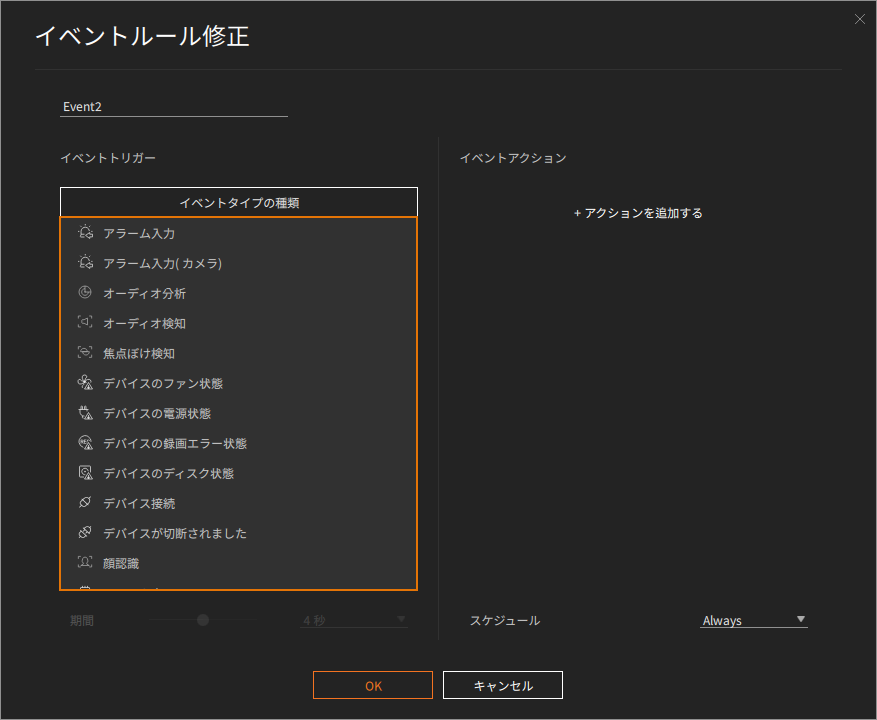 イベントルール修正
Event2
イベントトリガー
イベントアクション
イベントタイプの種類
+ アクションを追加する
アラーム入力
アラーム入力( カメラ)
オーディオ分析
オーディオ検知
焦点ぼけ検知
デバイスのファン状態
デバイスの電源状態
デバイスの録画エラー状態
デバイスのディスク状態
デバイス接続
デバイスが切断されました
顔認識
期間
4 秒
スケジュール
Always
OK
キャンセル